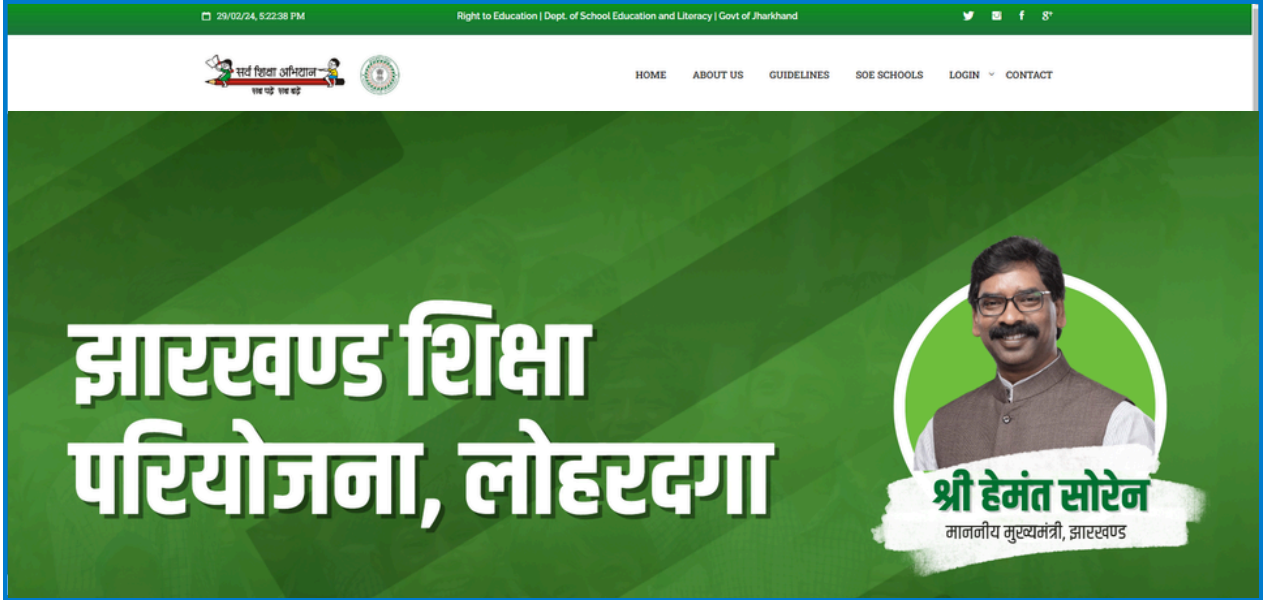 29/02/24, 5:22:38 PM
Right to Education | Dept. of School Education and Literacy | Govt of Jharkhand
सर्व शिक्षा अभियान
सब पढ़ें सब बढ़ें
HOME ABOUT US GUIDELINES SOE SCHOOLS LOGIN CONTACT
झारखण्ड शिक्षा
परियोजना, लोहरदगा
श्री हेमंत सोरेन
माननीय मुख्यमंत्री, झारखण्ड